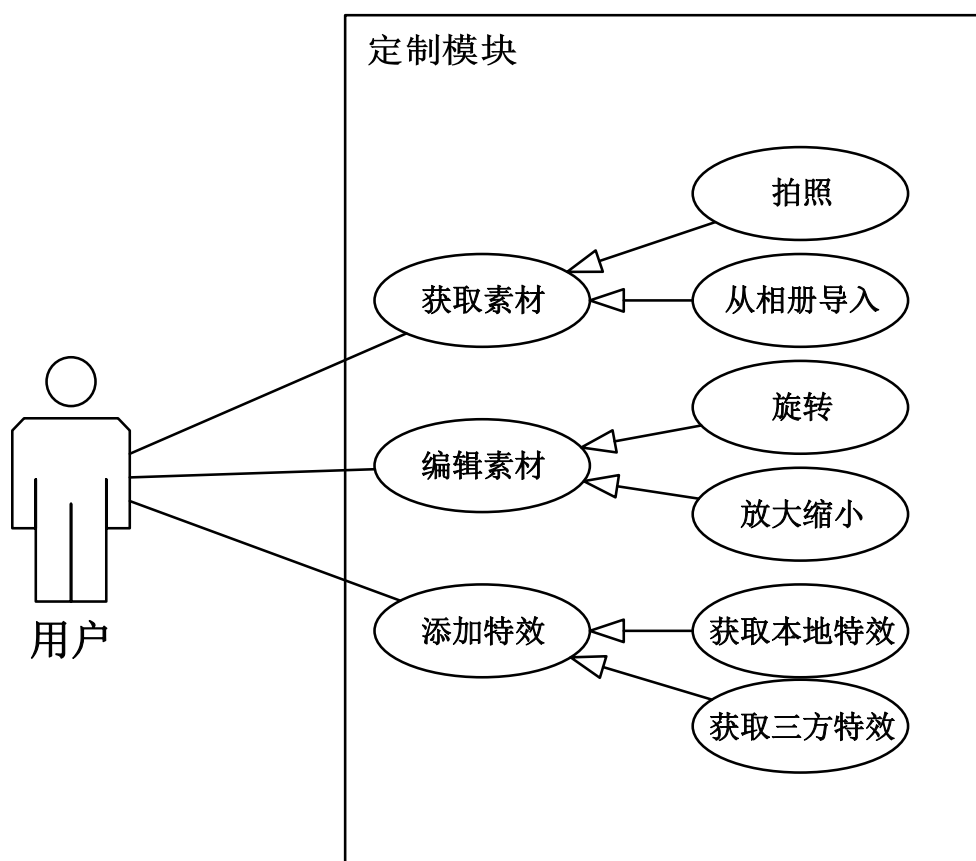 定制模块
拍照
获取素材
从相册导入
旋转
编辑素材
放大缩小
添加特效
获取本地特效
用户
获取三方特效